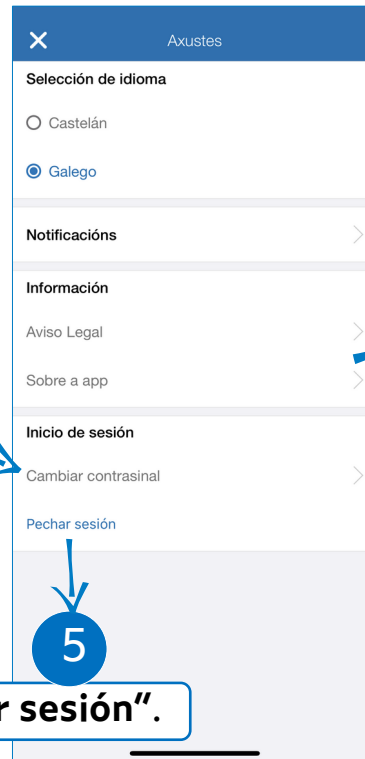 Axustes
Selección de idioma
Castelán
Galego
Notificacións
Información
Aviso Legal
Sobre a app
Inicio de sesión
Cambiar contrasinal
Pechar sesión
5
r sesión”.